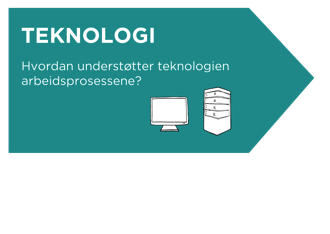 TEKNOLOGI
Hvordan understøtter teknologien
arbeidsprosessene?